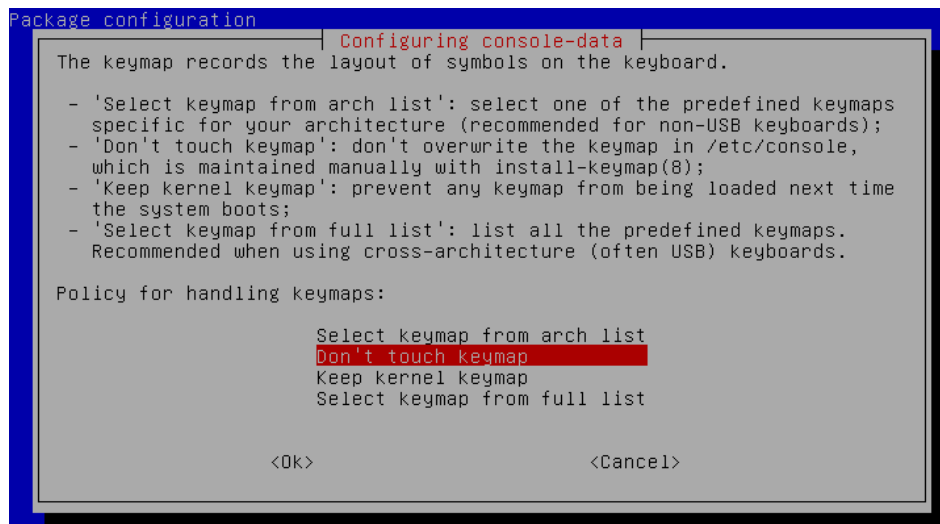 Package configuration
Configuring console-data
The keymap records the layout of symbols on the keyboard.
- 'Select keymap from arch list': select one of the predefined keymaps
specific for your architecture (recommended for non-USB keyboards);
- 'Don't touch keymap': don't overwrite the keymap in /etc/console,
which is maintained manually with install-keymap(8);
- 'Keep kernel keymap': prevent any keymap from being loaded next time
the system boots;
- 'Select keymap from full list': list all the predefined keymaps.
Recommended when using cross-architecture (often USB) keyboards.
Policy for handling keymaps:
Select keymap from arch list
Don't touch keymap
Keep kernel keymap
Select keymap from full list
<Ok> <Cancel>